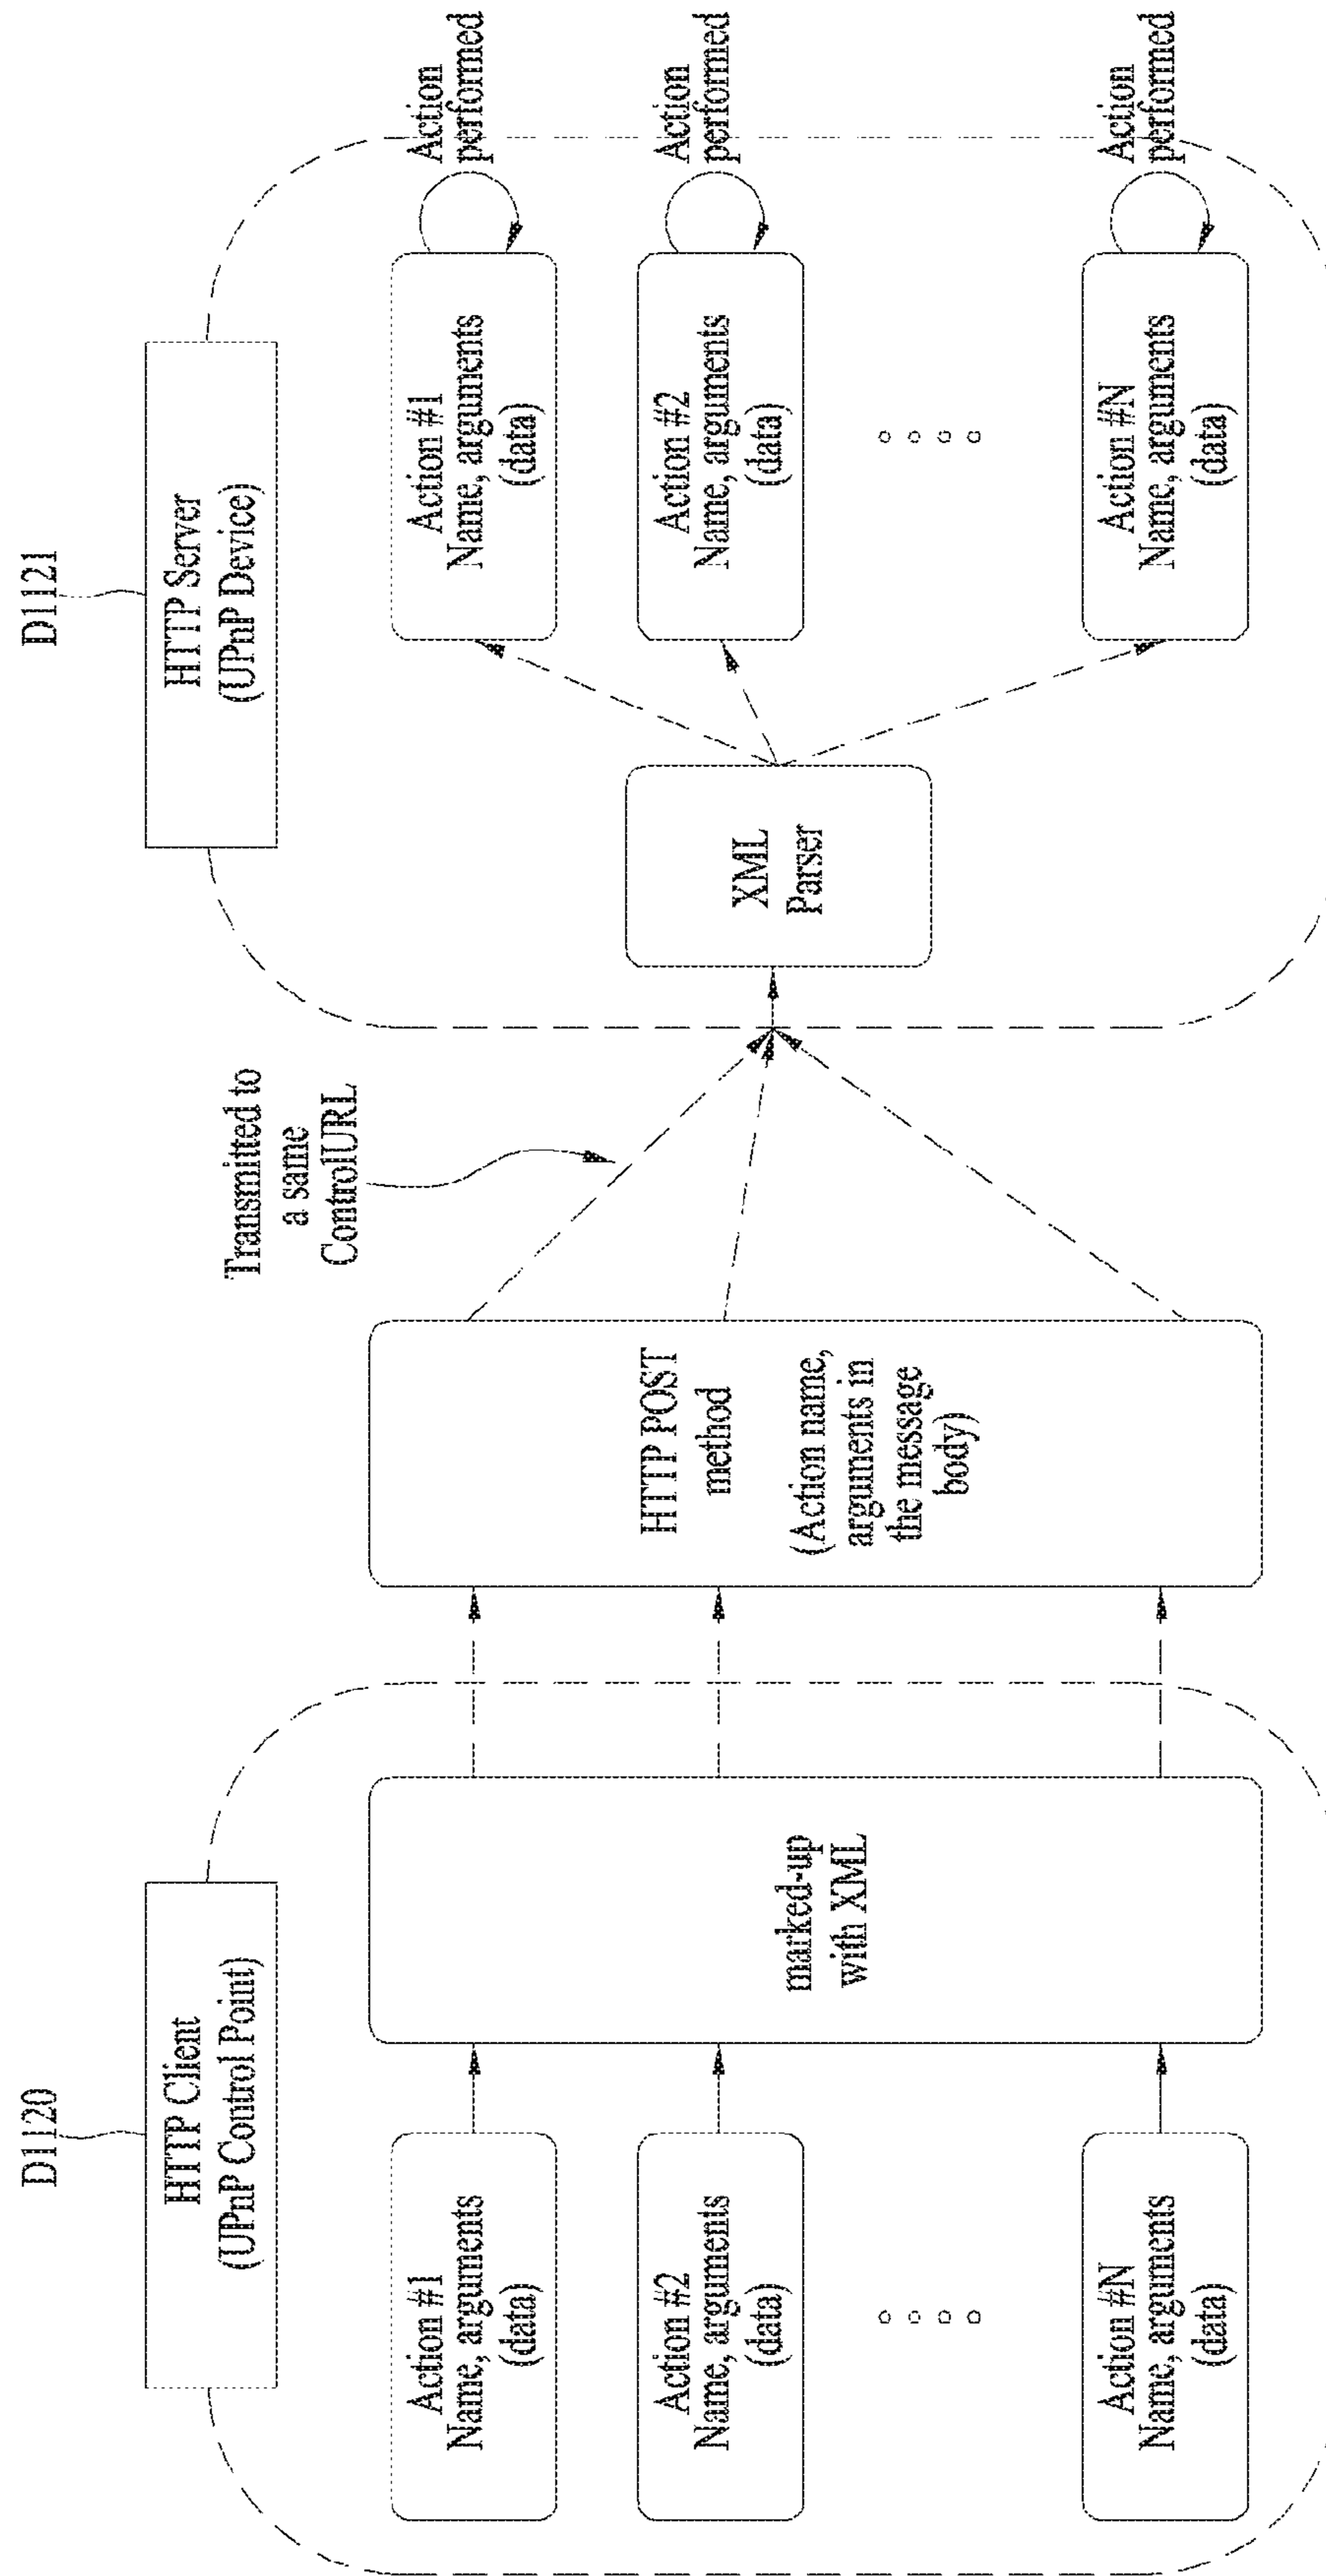 D1120
HTTP Client
(UPnP Control Point)
Action #1
Name, arguments
(data)
Action #2
Name, arguments
(data)
Action #N
Name, arguments
(data)
marked-up
with XML
HTTP POST
method
(Action name,
arguments in
the message
body)
Transmitted to
a same
ControlURL
D1121
HTTP Server
(UPnP Device)
XML
Parser
Action #1
Name, arguments
(data)
Action
performed
Action #2
Name, arguments
(data)
Action
performed
Action #N
Name, arguments
(data)
Action
performed